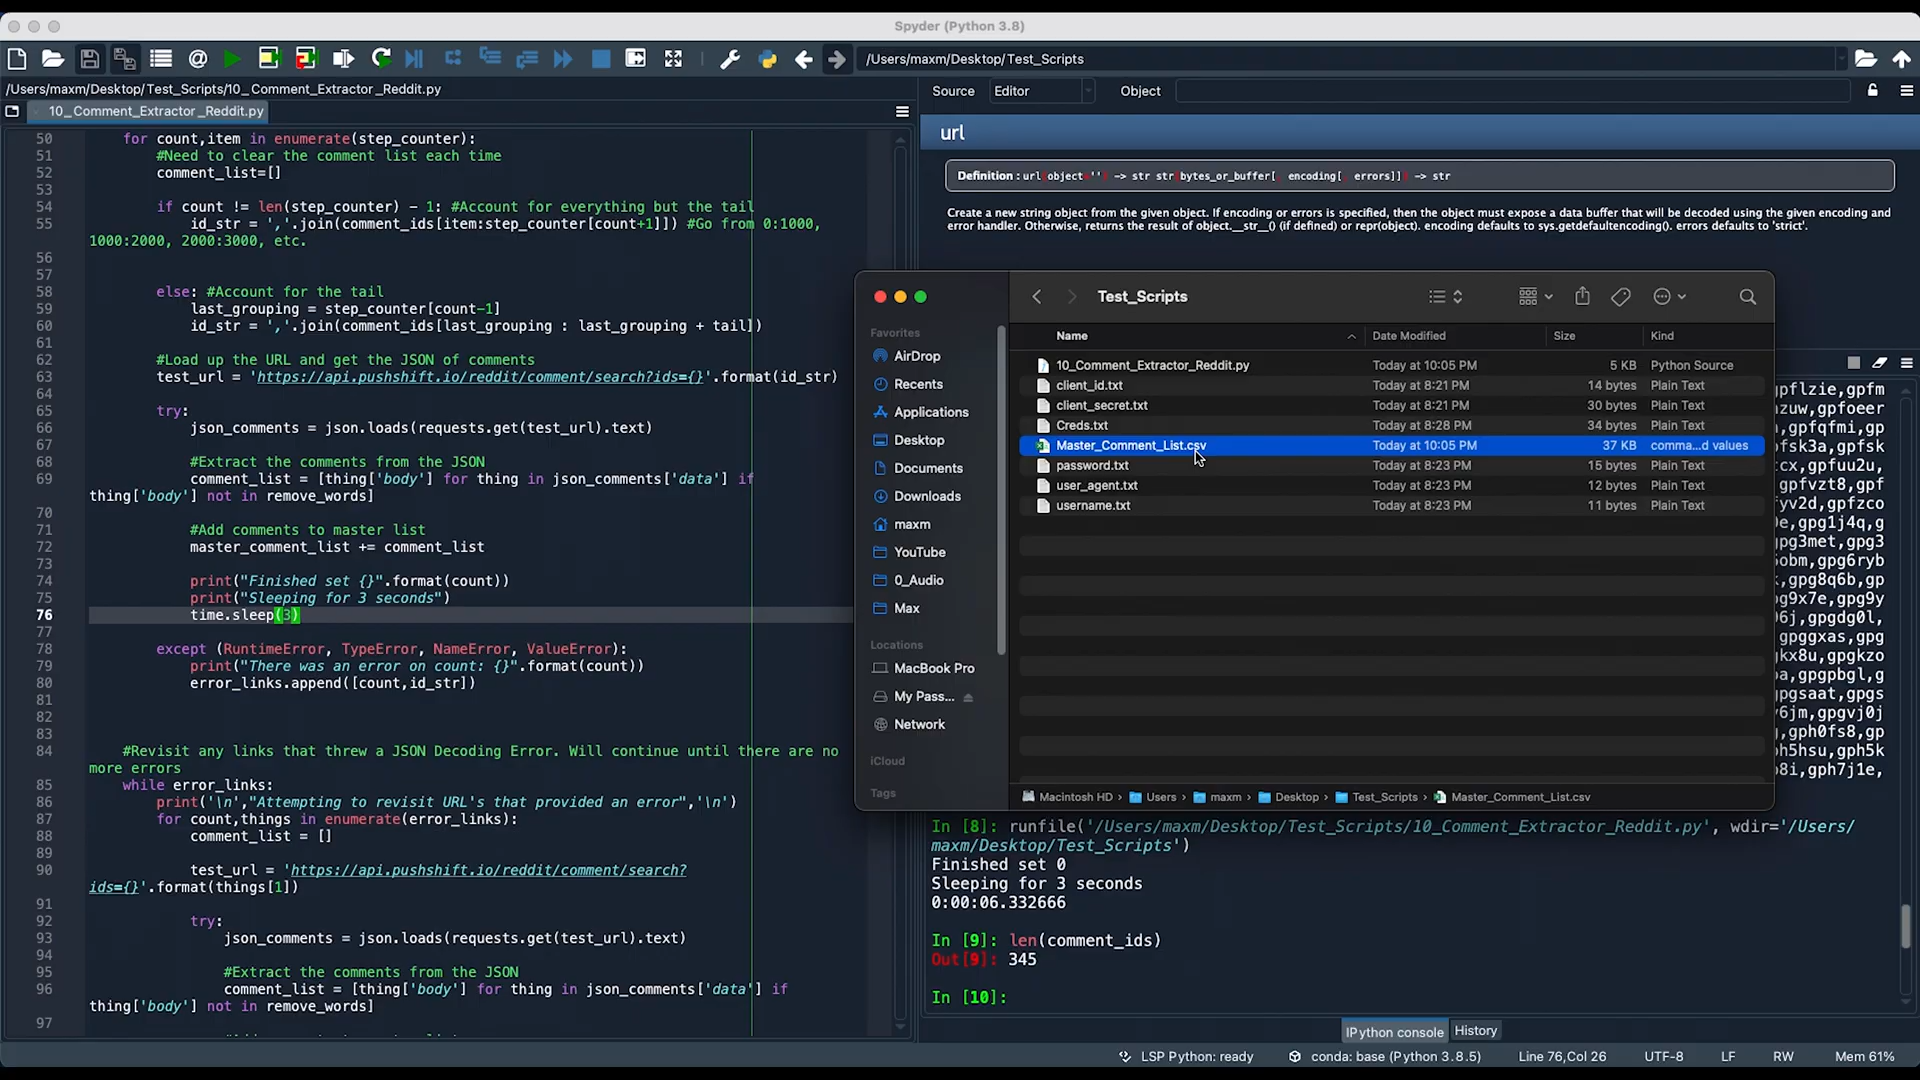 Spyder (Python 3.8)
/Users/maxm/Desktop/Test_Scripts
/Users/maxm/Desktop/Test_Scripts/10_Comment_Extractor_Reddit.py
10_Comment_Extractor_Reddit.py
50 for count,item in enumerate(step_counter):
51 #Need to clear the comment list each time
52 comment_list=[]
53
54 if count != len(step_counter) - 1: #Account for everything but the tail
55 id_str = ','.join(comment_ids[item:step_counter[count+1]]) #Go from 0:1000,
1000:2000, 2000:3000, etc.
56
57
58 else: #Account for the tail
59 last_grouping = step_counter[count-1]
60 id_str = ','.join(comment_ids[last_grouping : last_grouping + tail])
61
62 #Load up the URL and get the JSON of comments
63 test_url = 'https://api.pushshift.io/reddit/comment/search?ids={}'.format(id_str)
64
65 try:
66 json_comments = json.loads(requests.get(test_url).text)
67
68 #Extract the comments from the JSON
69 comment_list = [thing['body'] for thing in json_comments['data'] if
thing['body'] not in remove_words]
70
71 #Add comments to master list
72 master_comment_list += comment_list
73
74 print("Finished set {}".format(count))
75 print("Sleeping for 3 seconds")
76 time.sleep(3)
77
78 except (RuntimeError, TypeError, NameError, ValueError):
79 print("There was an error on count: {}".format(count))
80 error_links.append([count,id_str])
81
82
83
84 #Revisit any links that threw a JSON Decoding Error. Will continue until there are no
more errors
85 while error_links:
86 print('\n',"Attempting to revisit URL's that provided an error",'\n')
87 for count,things in enumerate(error_links):
88 comment_list = []
89
90 test_url = 'https://api.pushshift.io/reddit/comment/search?
ids={}'.format(things[1])
91
92 try:
93 json_comments = json.loads(requests.get(test_url).text)
94
95 #Extract the comments from the JSON
96 comment_list = [thing['body'] for thing in json_comments['data'] if
thing['body'] not in remove_words]
97
Source Editor Object
url
Definition : url(object='') -> str str(bytes_or_buffer[, encoding[, errors]]) -> str
Create a new string object from the given object. If encoding or errors is specified, then the object must expose a data buffer that will be decoded using the given encoding and
error handler. Otherwise, returns the result of object.__str__() (if defined) or repr(object). encoding defaults to sys.getdefaultencoding(). errors defaults to 'strict'.
Test_Scripts
Favorites
AirDrop
Recents
Applications
Desktop
Documents
Downloads
maxm
YouTube
0_Audio
Max
Locations
MacBook Pro
My Pass...
Network
iCloud
Tags
Name Date Modified Size Kind
10_Comment_Extractor_Reddit.py Today at 10:05 PM 5 KB Python Source
client_id.txt Today at 8:21 PM 14 bytes Plain Text
client_secret.txt Today at 8:21 PM 30 bytes Plain Text
Creds.txt Today at 8:28 PM 34 bytes Plain Text
Master_Comment_List.csv Today at 10:05 PM 37 KB comma...d values
password.txt Today at 8:23 PM 15 bytes Plain Text
user_agent.txt Today at 8:23 PM 12 bytes Plain Text
username.txt Today at 8:23 PM 11 bytes Plain Text
Macintosh HD › Users › maxm › Desktop › Test_Scripts › Master_Comment_List.csv
In [8]: runfile('/Users/maxm/Desktop/Test_Scripts/10_Comment_Extractor_Reddit.py', wdir='/Users/
maxm/Desktop/Test_Scripts')
Finished set 0
Sleeping for 3 seconds
0:00:06.332666
In [9]: len(comment_ids)
Out[9]: 345
In [10]:
IPython console History
LSP Python: ready conda: base (Python 3.8.5) Line 76,Col 26 UTF-8 LF RW Mem 61%